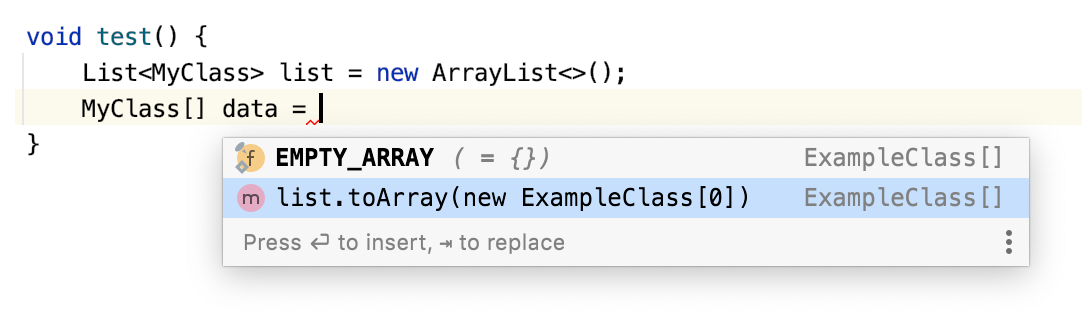 void test() {
List<MyClass> list = new ArrayList<>();
MyClass[] data =
}
f EMPTY_ARRAY ( = {}) ExampleClass[]
m list.toArray(new ExampleClass[0]) ExampleClass[]
Press ↩ to insert, ⇥ to replace